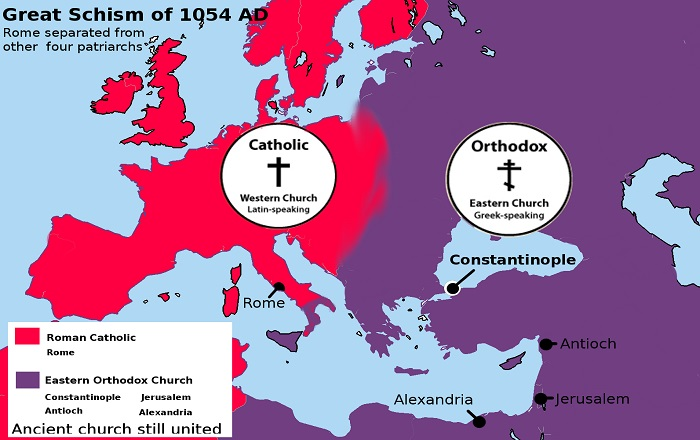 Great Schism of 1054 AD
Rome separated from
other four patriarchs
Catholic
Western Church
Latin-speaking
Orthodox
Eastern Church
Greek-speaking
Constantinople
Rome
Antioch
Alexandria
Jerusalem
Roman Catholic
Rome
Eastern Orthodox Church
Constantinople Jerusalem
Antioch Alexandria
Ancient church still united